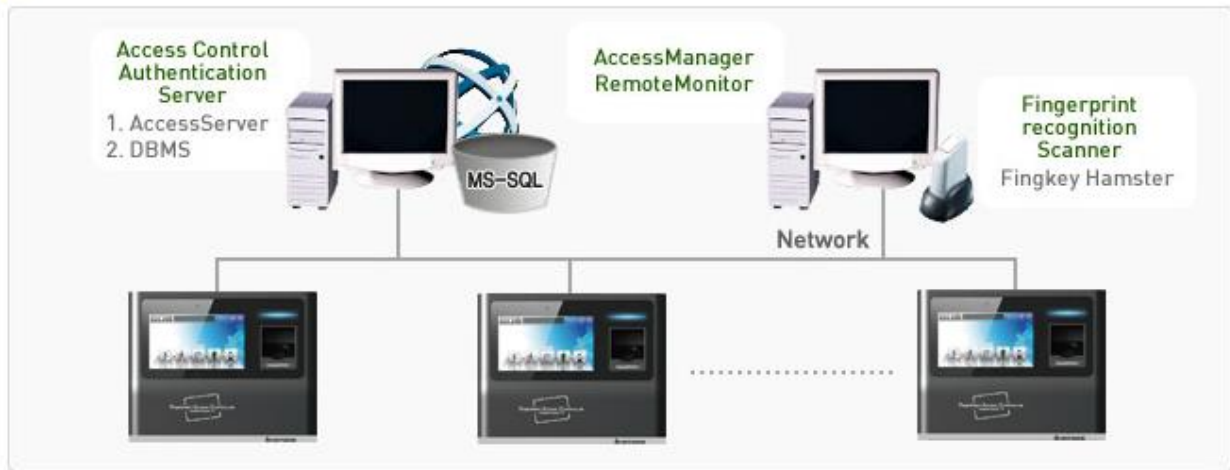 Access Control
Authentication
Server
1. AccessServer
2. DBMS
MS-SQL
AccessManager
RemoteMonitor
Fingerprint
recognition
Scanner
Fingkey Hamster
Network